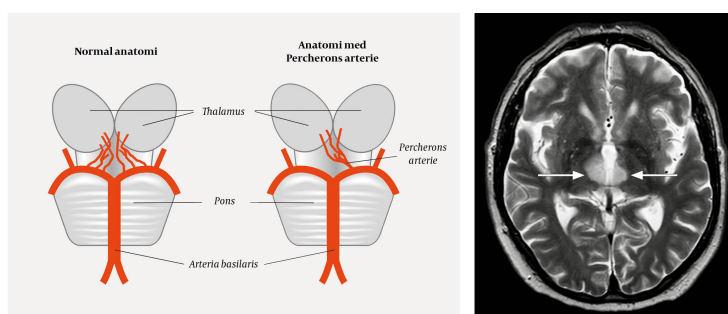 Normal anatomi
Anatomi med
Percherons arterie
Thalamus
Percherons
arterie
Pons
Arteria basilaris